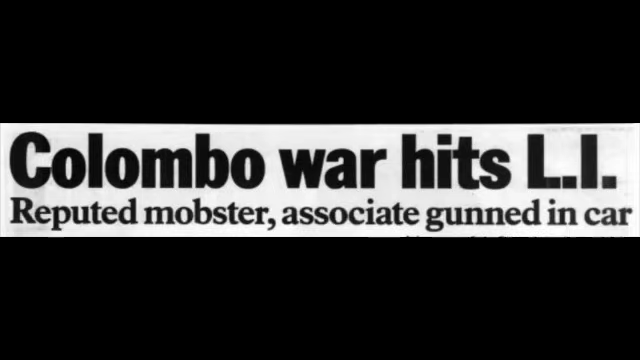 Colombo war hits L.I.
Reputed mobster, associate gunned in car